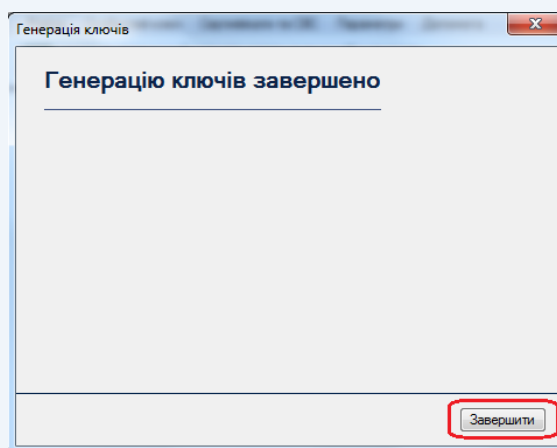 Генерація ключів
Генерацію ключів завершено
Завершити